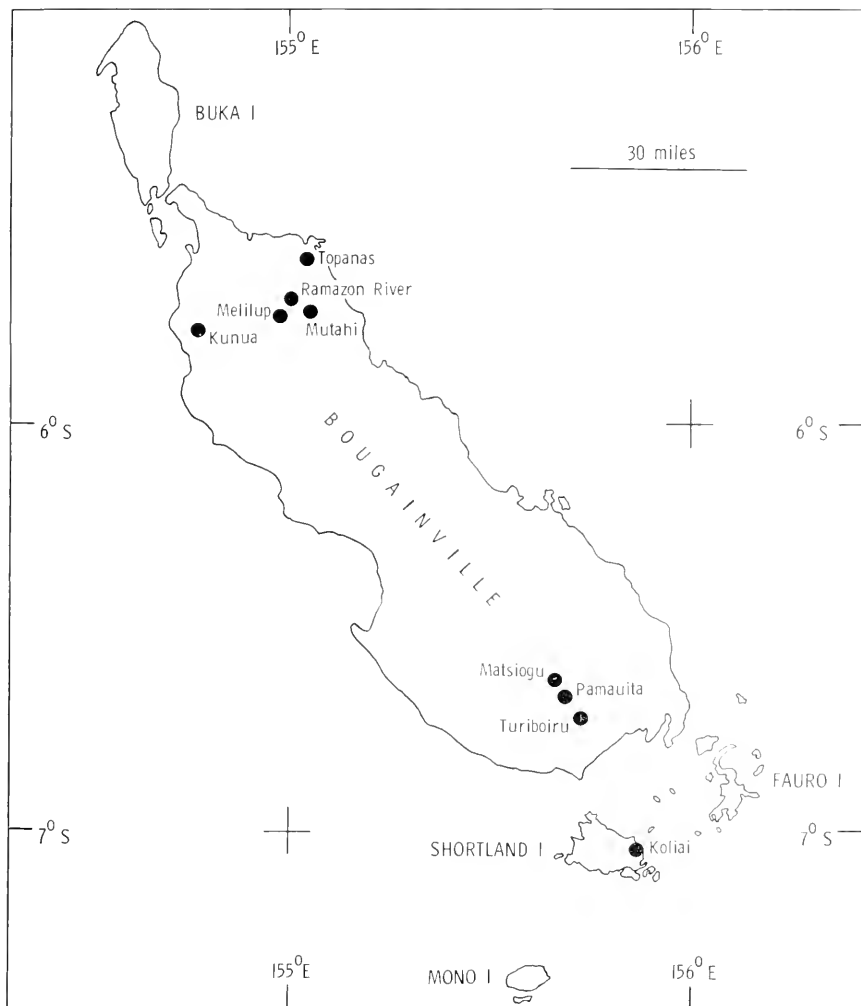 155° E
156° E
BUKA I
30 miles
Topanas
Ramazon River
Melilup
Mutahi
Kunua
6° S
6° S
BOUGAINVILLE
Matsiogu
Pamauita
Turiboiru
FAURO I
7° S
7° S
SHORTLAND I
Koliai
155° E
156° E
MONO I